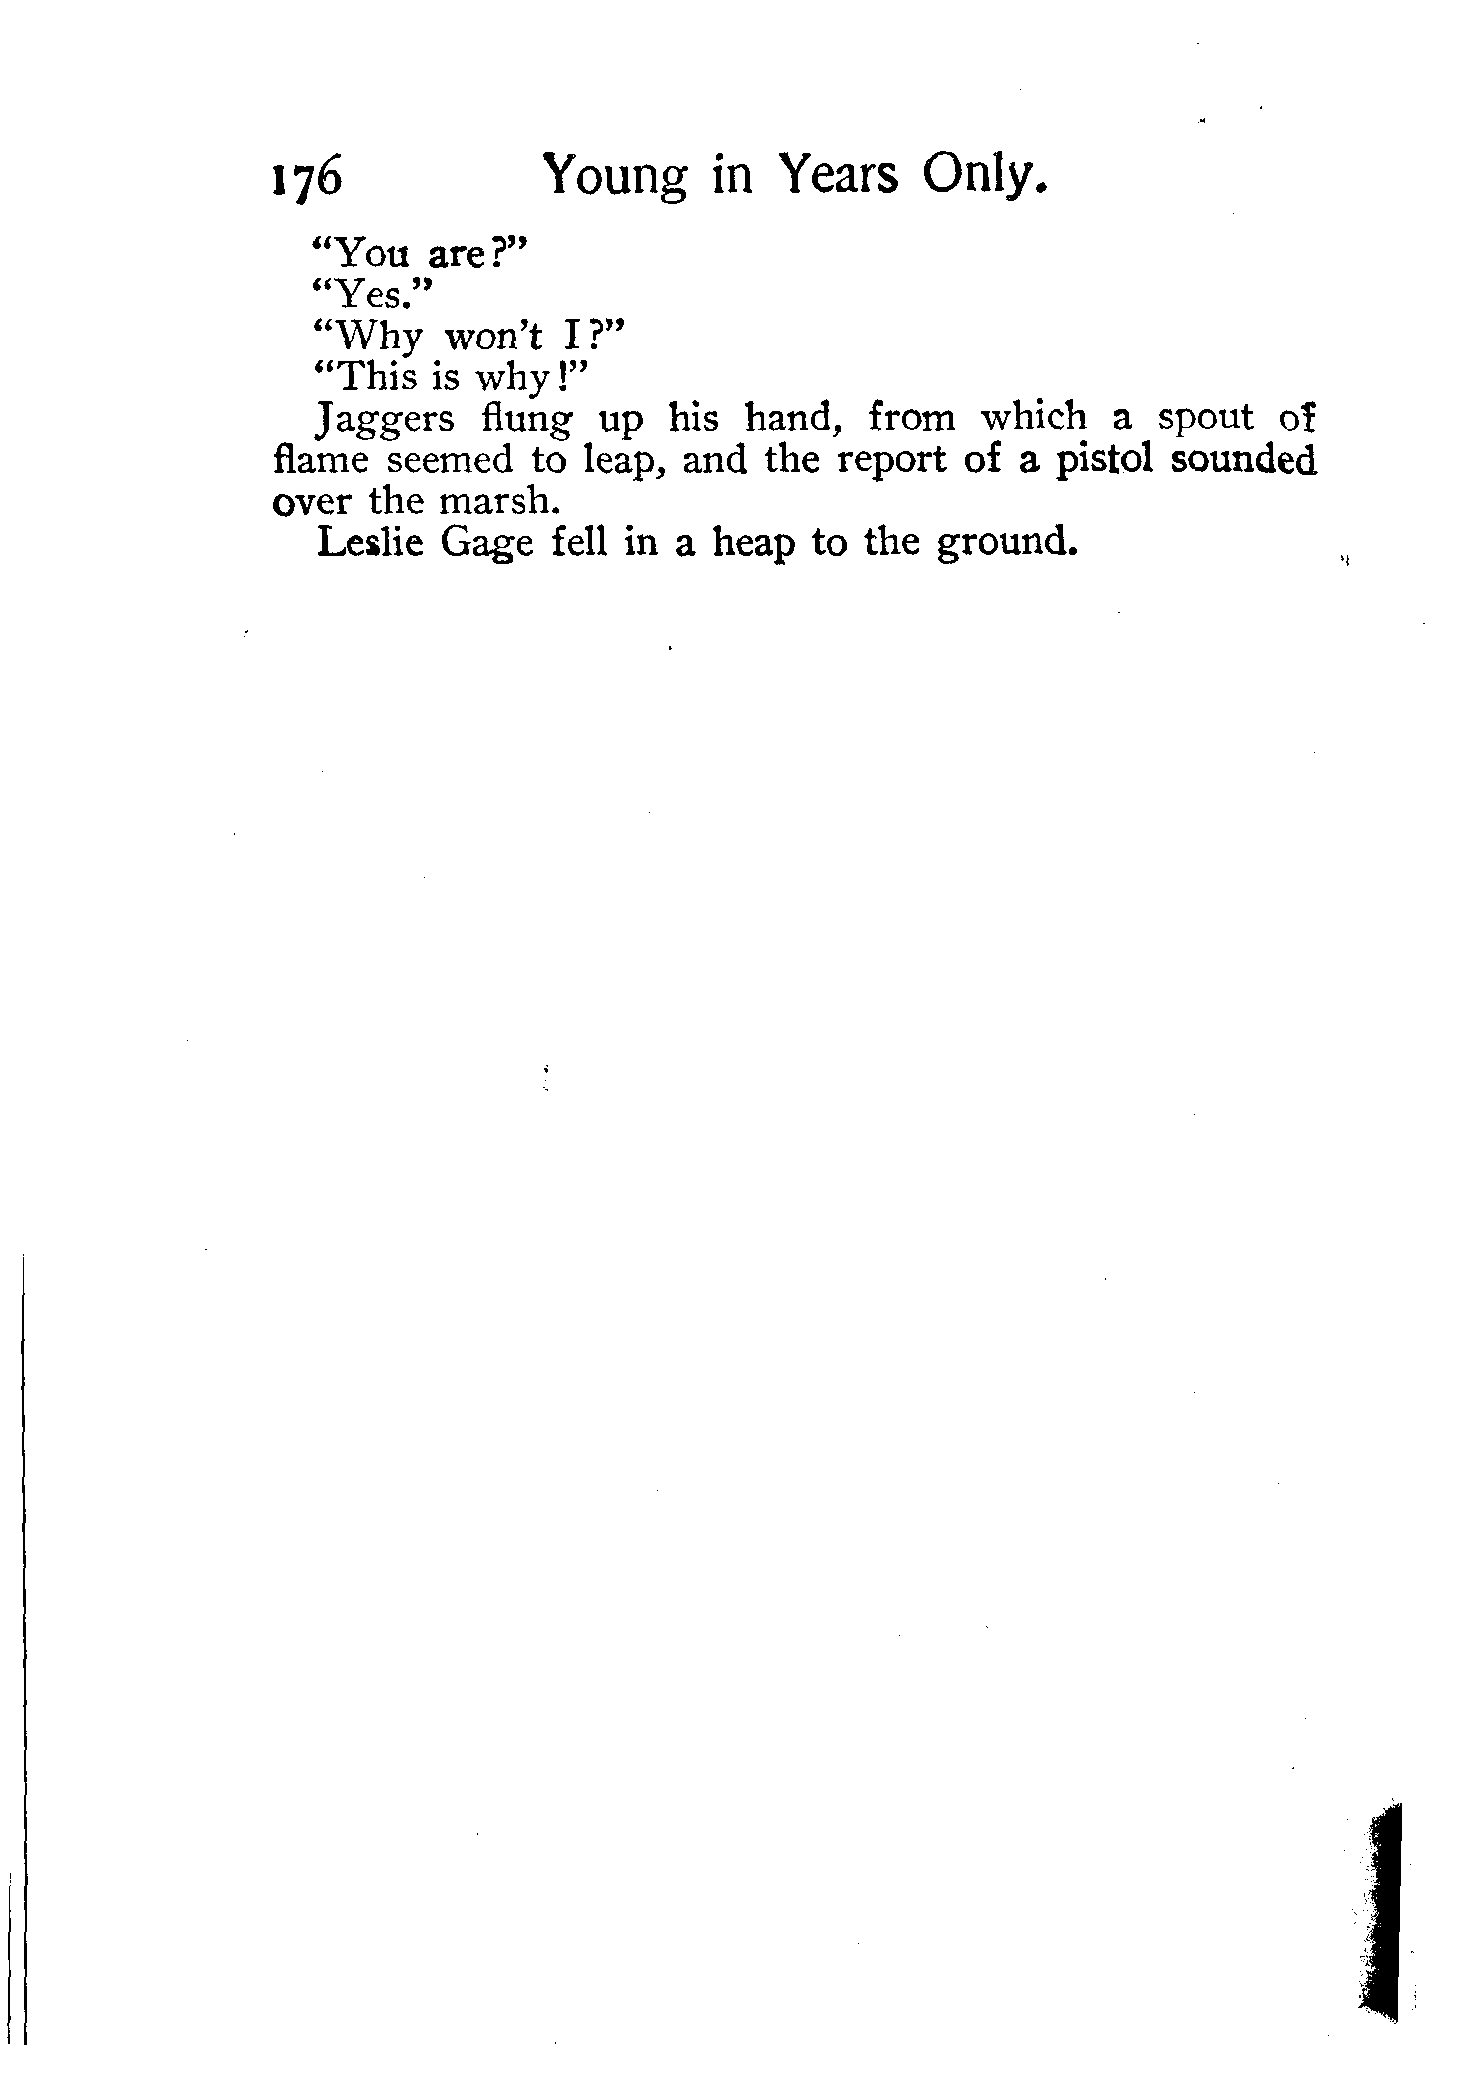 176 Young in Years Only.
“You are?”
“Yes.”
“Why won't I?”
“This is why!”
Jaggers flung up his hand, from which a spout of
flame seemed to leap, and the report of a pistol sounded
over the marsh.
Leslie Gage fell in a heap to the ground.